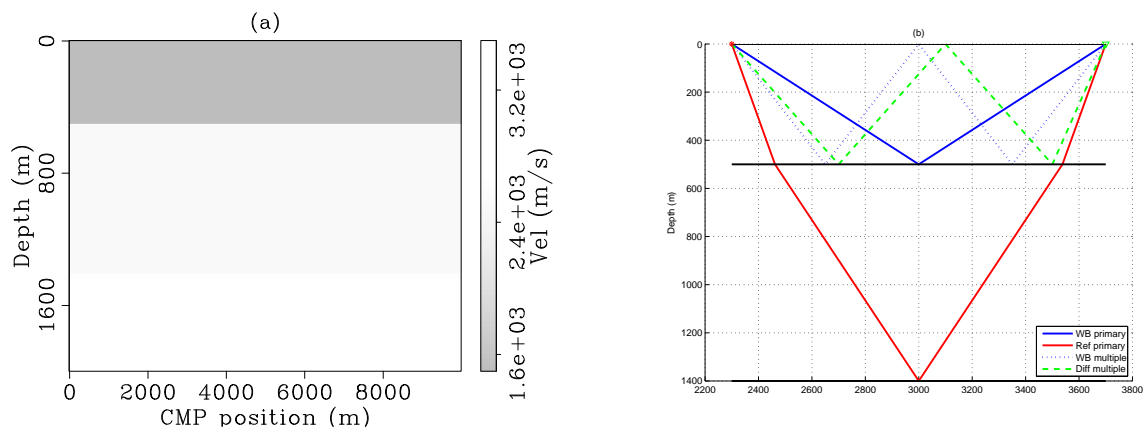 (a)
0
800
1600
Depth (m)
0 2000 4000 6000 8000
CMP position (m)
3.2e+03
2.4e+03
1.6e+03
Vel (m/s)
(b)
0
200
400
600
800
1000
1200
1400
Depth (m)
2200 2400 2600 2800 3000 3200 3400 3600 3800
WB primary
Ref primary
WB multiple
Diff multiple